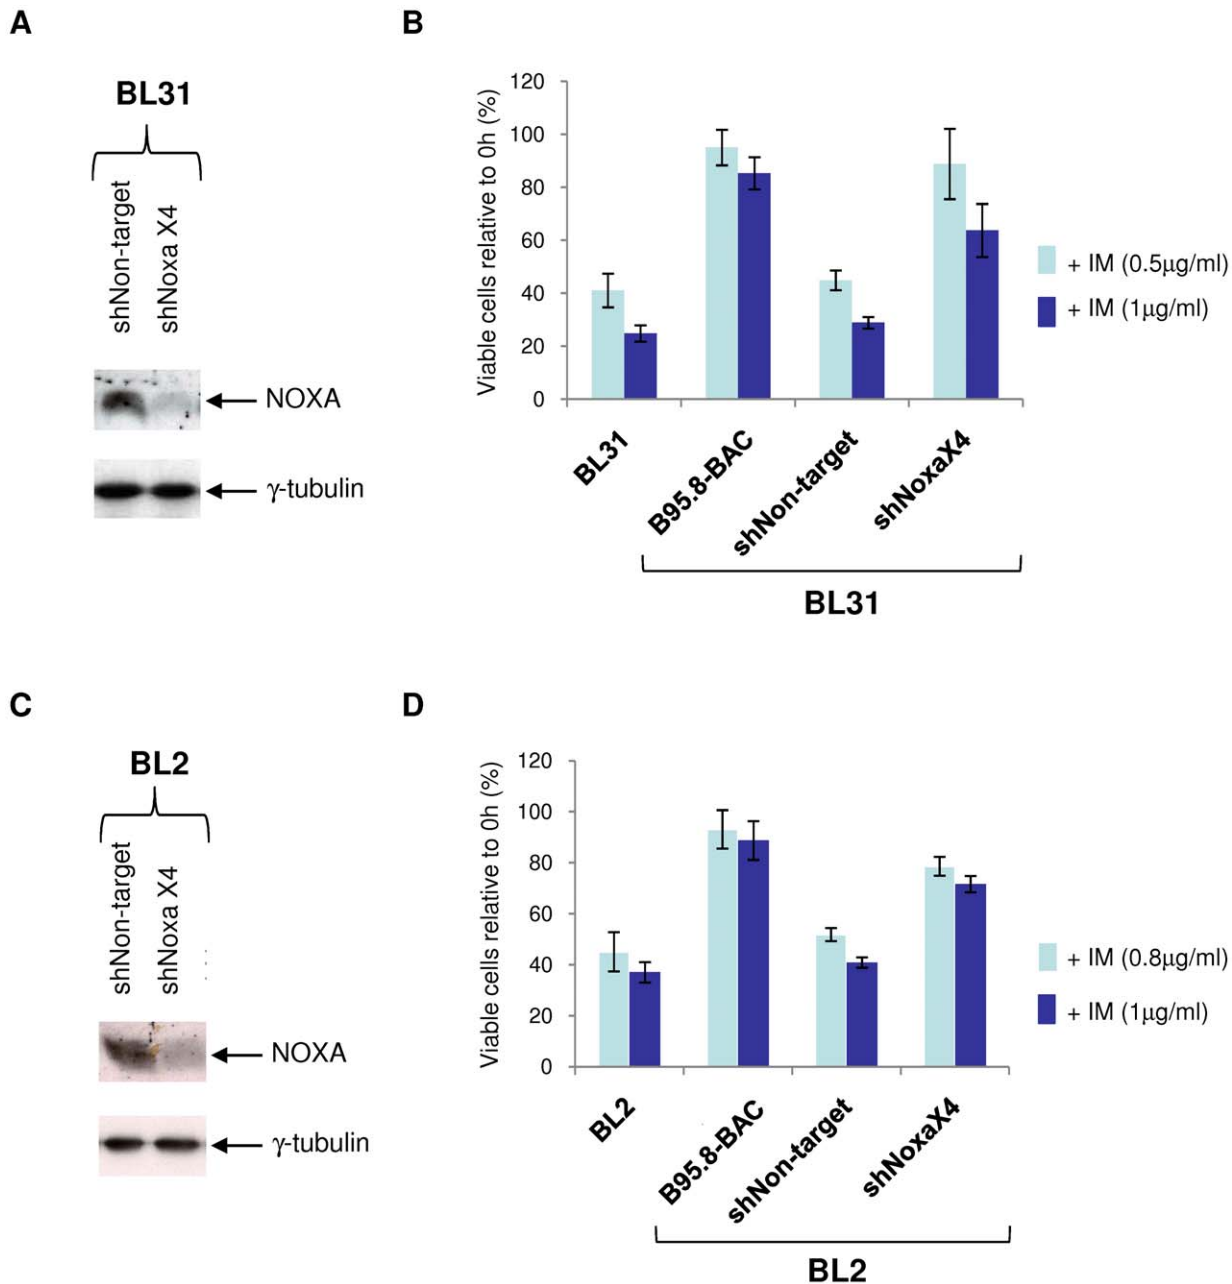 A
BL31
shNon-target
shNoxa X4
NOXA
γ-tubulin
B
Viable cells relative to 0h (%)
120
100
80
60
40
20
0
BL31
B95.8-BAC
shNon-target
shNoxaX4
BL31
+ IM (0.5µg/ml)
+ IM (1µg/ml)
C
BL2
shNon-target
shNoxa X4
NOXA
γ-tubulin
D
Viable cells relative to 0h (%)
120
100
80
60
40
20
0
BL2
B95.8-BAC
shNon-target
shNoxaX4
BL2
+ IM (0.8µg/ml)
+ IM (1µg/ml)